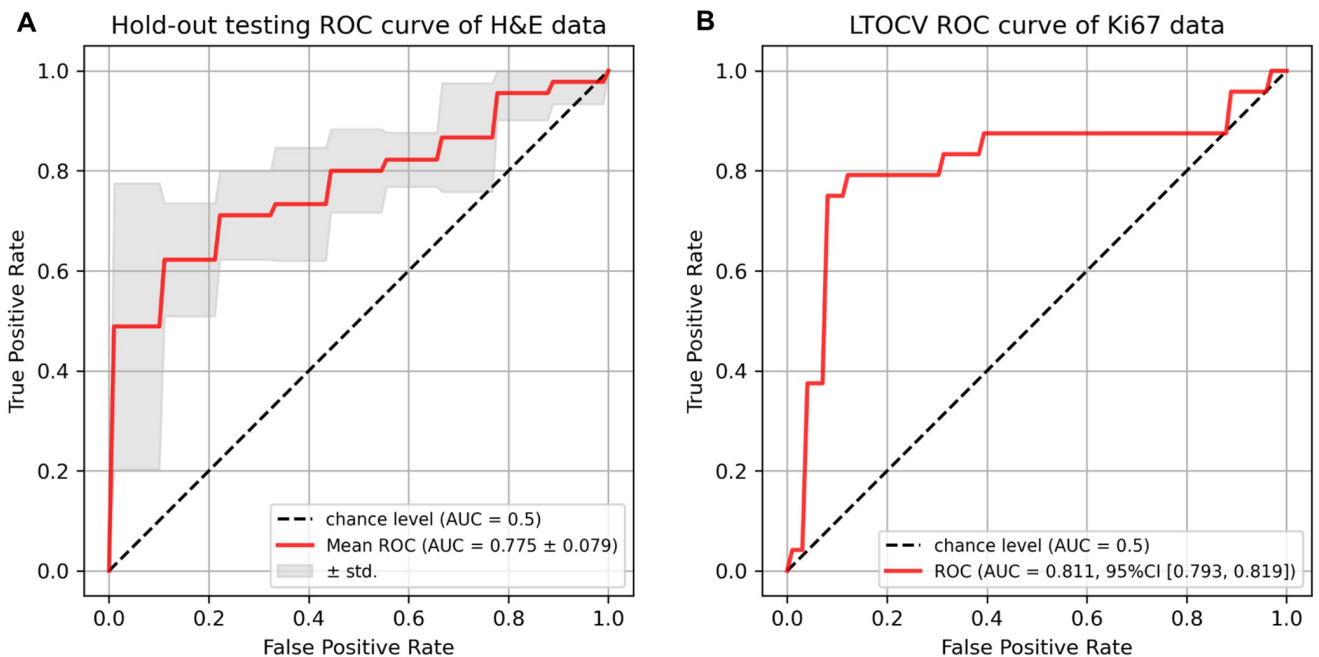 A
Hold-out testing ROC curve of H&E data
1.0
0.8
0.6
0.4
0.2
0.0
True Positive Rate
0.0 0.2 0.4 0.6 0.8 1.0
False Positive Rate
chance level (AUC = 0.5)
Mean ROC (AUC = 0.775 ± 0.079)
± std.
B
LTOCV ROC curve of Ki67 data
1.0
0.8
0.6
0.4
0.2
0.0
True Positive Rate
0.0 0.2 0.4 0.6 0.8 1.0
False Positive Rate
chance level (AUC = 0.5)
ROC (AUC = 0.811, 95%CI [0.793, 0.819])